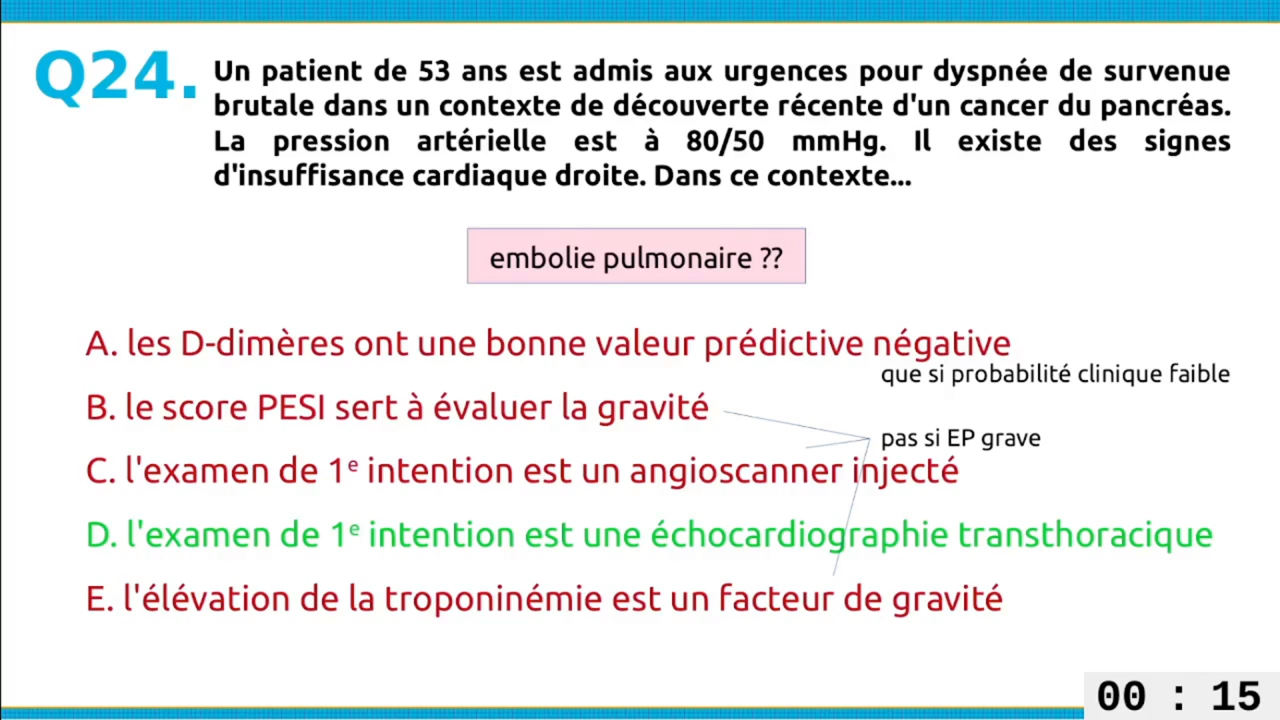 Q24.
Un patient de 53 ans est admis aux urgences pour dyspnée de survenue
brutale dans un contexte de découverte récente d'un cancer du pancréas.
La pression artérielle est à 80/50 mmHg. Il existe des signes
d'insuffisance cardiaque droite. Dans ce contexte...
embolie pulmonaire ??
A. les D-dimères ont une bonne valeur prédictive négative
que si probabilité clinique faible
B. le score PESI sert à évaluer la gravité
pas si EP grave
C. l'examen de 1e intention est un angioscanner injecté
D. l'examen de 1e intention est une échocardiographie transthoracique
E. l'élévation de la troponinémie est un facteur de gravité
00 : 15